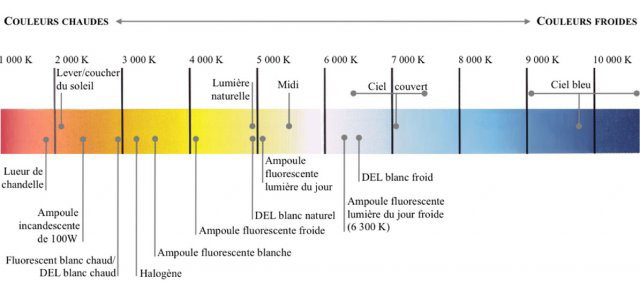 COULEURS CHAUDES COULEURS FROIDES
1 000 K 2 000 K 3 000 K 4 000 K 5 000 K 6 000 K 7 000 K 8 000 K 9 000 K 10 000 K
Lever/coucher
du soleil
Lumière
naturelle
Midi
Ciel couvert
Ciel bleu
Lueur de
chandelle
Ampoule
incandescente
de 100W
Fluorescent blanc chaud/
DEL blanc chaud
Halogène
Ampoule fluorescente blanche
Ampoule fluorescente froide
DEL blanc naturel
Ampoule
fluorescente
lumière du jour
DEL blanc froid
Ampoule fluorescente
lumière du jour froide
(6 300 K)